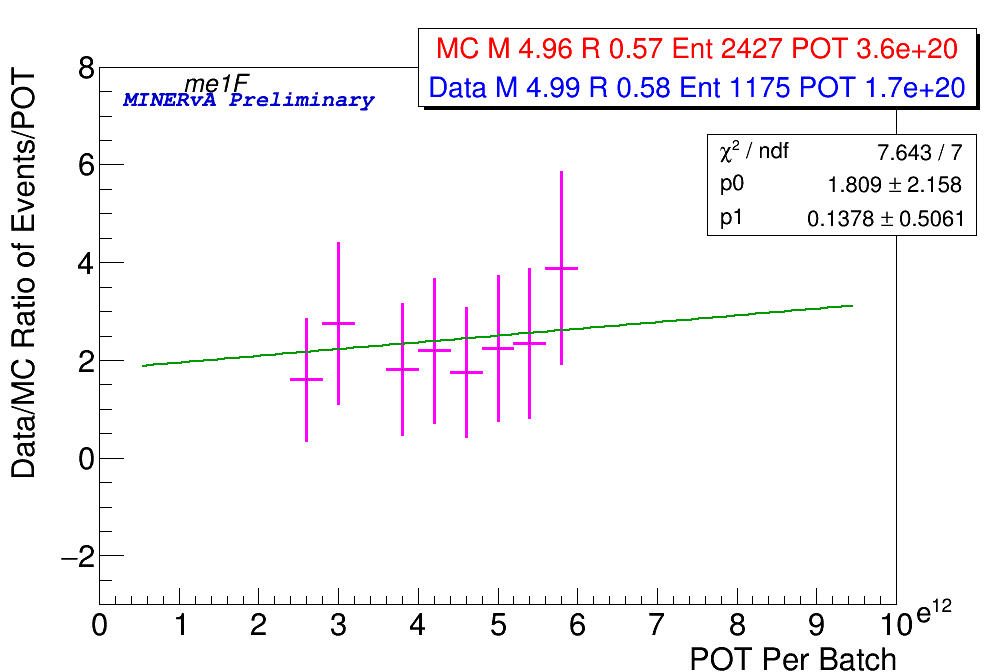 MC M 4.96 R 0.57 Ent 2427 POT 3.6e+20
Data M 4.99 R 0.58 Ent 1175 POT 1.7e+20
me1F
MINERνA Preliminary
χ² / ndf 7.643 / 7
p0 1.809 ± 2.158
p1 0.1378 ± 0.5061
Data/MC Ratio of Events/POT
8
6
4
2
0
−2
0 1 2 3 4 5 6 7 8 9 10 e12
POT Per Batch